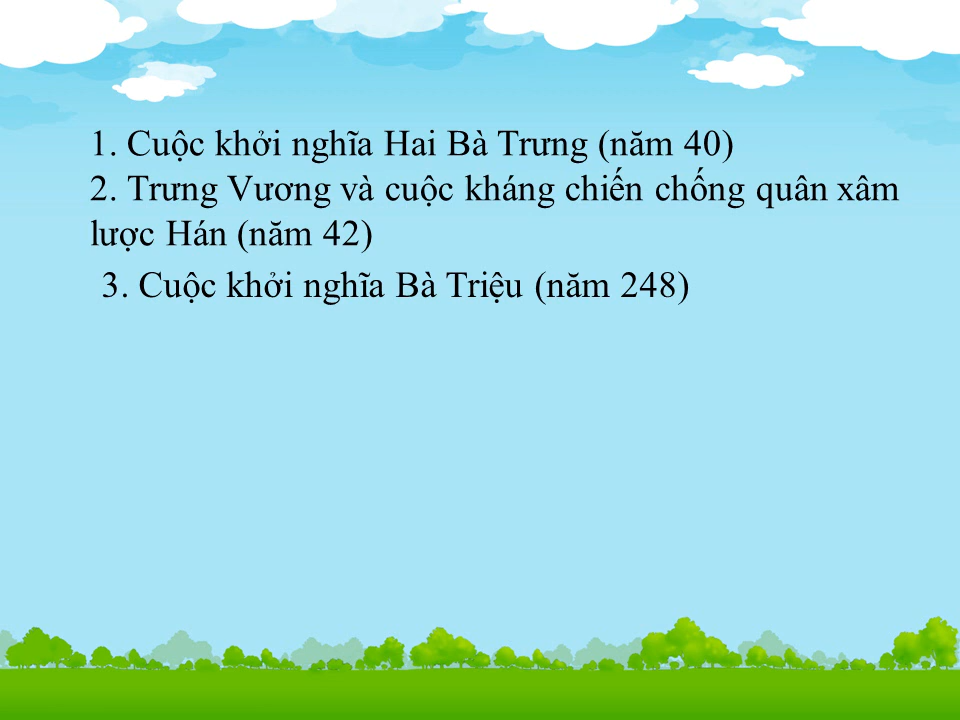 1. Cuộc khởi nghĩa Hai Bà Trưng (năm 40)
2. Trưng Vương và cuộc kháng chiến chống quân xâm
lược Hán (năm 42)
3. Cuộc khởi nghĩa Bà Triệu (năm 248)